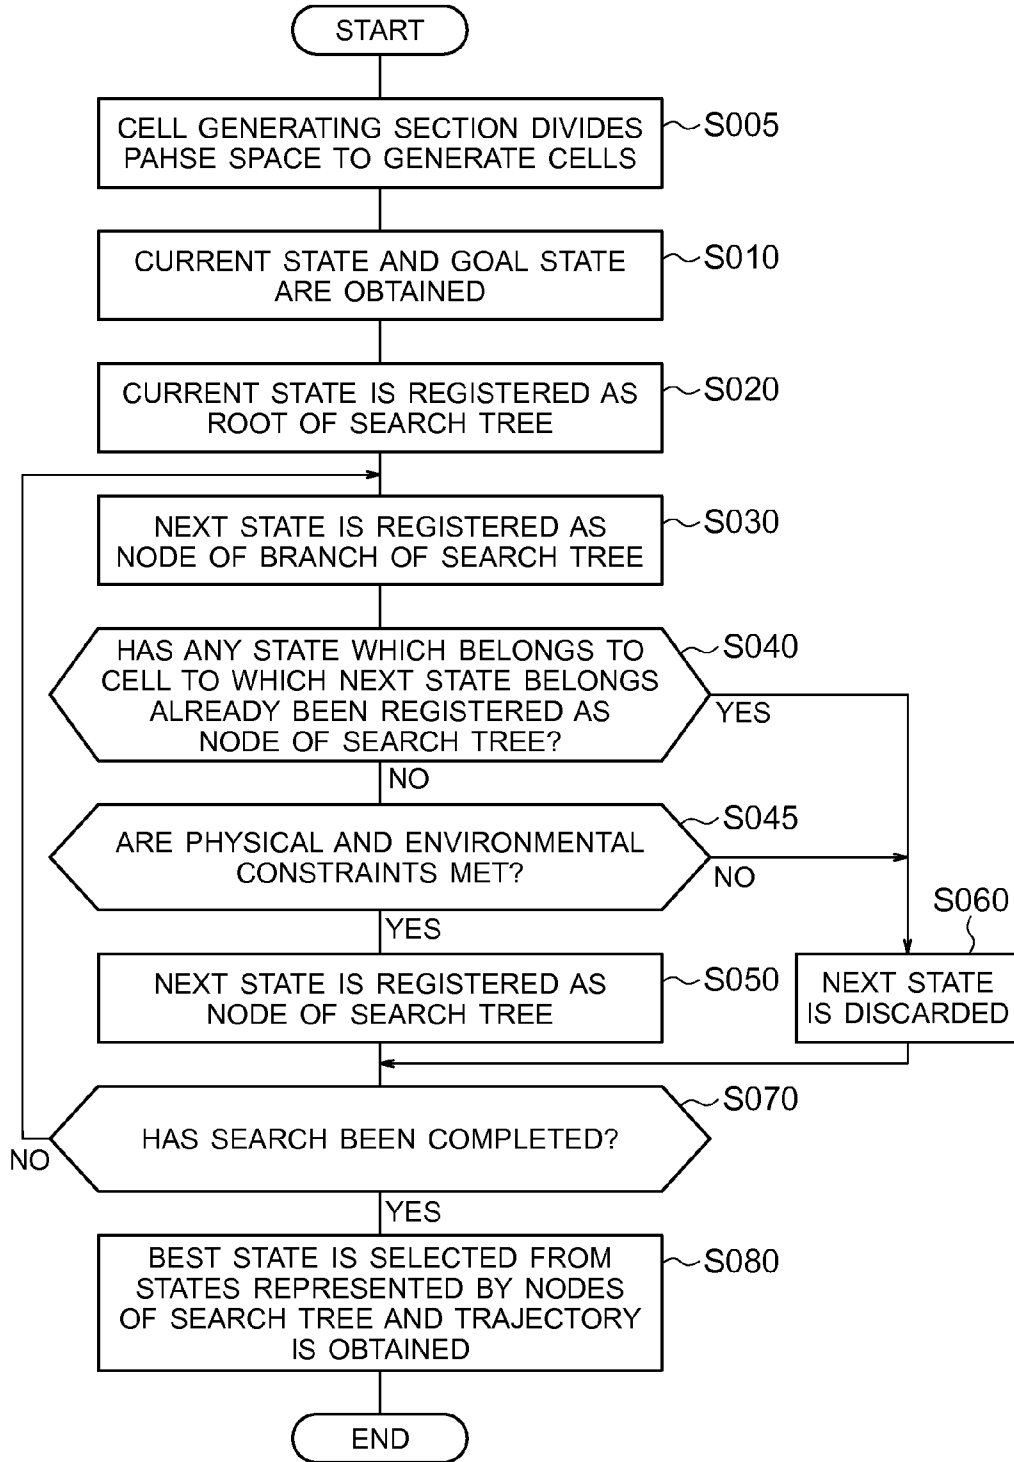 START
CELL GENERATING SECTION DIVIDES
PAHSE SPACE TO GENERATE CELLS
S005
CURRENT STATE AND GOAL STATE
ARE OBTAINED
S010
CURRENT STATE IS REGISTERED AS
ROOT OF SEARCH TREE
S020
NEXT STATE IS REGISTERED AS
NODE OF BRANCH OF SEARCH TREE
S030
HAS ANY STATE WHICH BELONGS TO
CELL TO WHICH NEXT STATE BELONGS
ALREADY BEEN REGISTERED AS
NODE OF SEARCH TREE?
S040
YES
NO
ARE PHYSICAL AND ENVIRONMENTAL
CONSTRAINTS MET?
S045
NO
YES
NEXT STATE IS REGISTERED AS
NODE OF SEARCH TREE
S050
S060
NEXT STATE
IS DISCARDED
HAS SEARCH BEEN COMPLETED?
S070
NO
YES
BEST STATE IS SELECTED FROM
STATES REPRESENTED BY NODES
OF SEARCH TREE AND TRAJECTORY
IS OBTAINED
S080
END